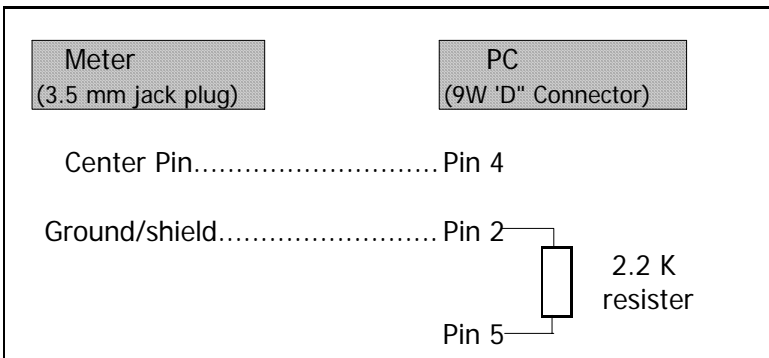 Meter
(3.5 mm jack plug)
PC
(9W 'D" Connector)
Center Pin..............................Pin 4
Ground/shield...........................Pin 2
2.2 K
resister
Pin 5